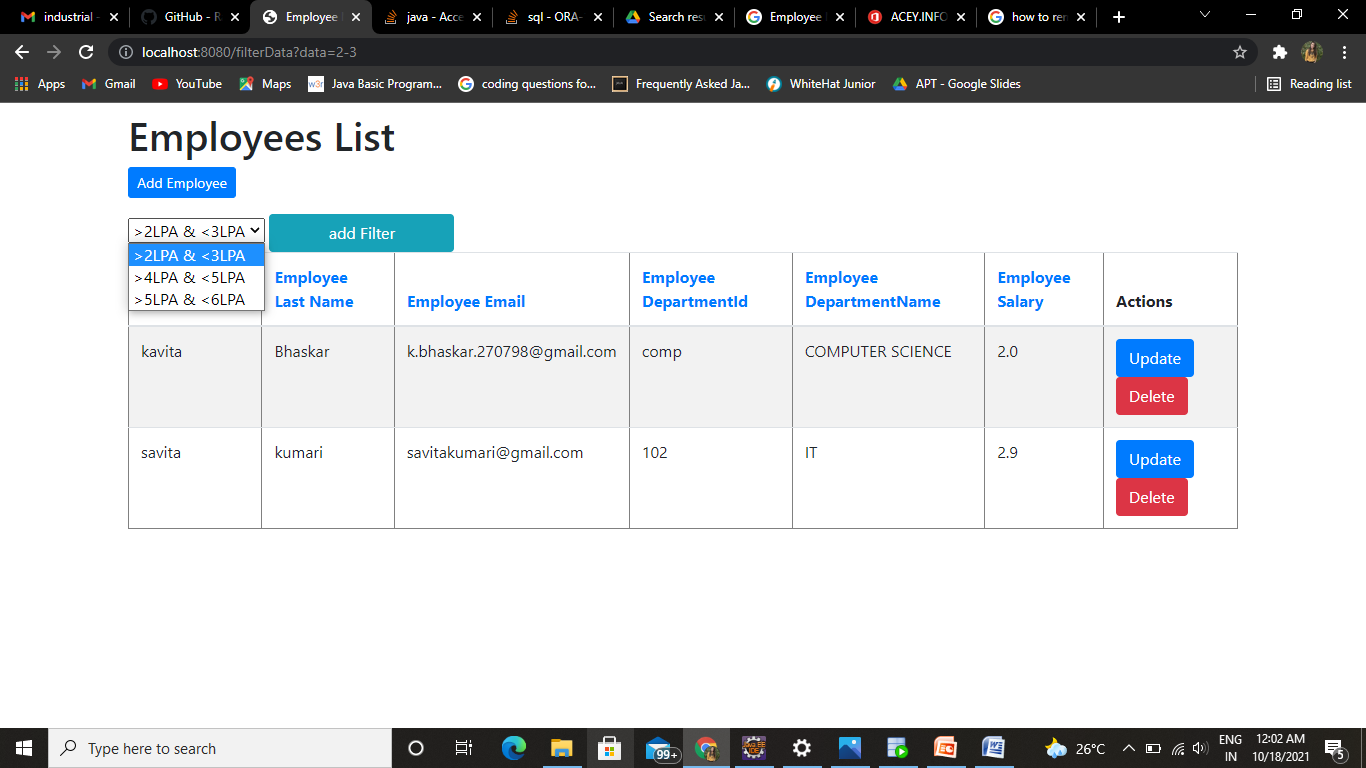 industrial -
GitHub - R
Employee
java - Acce
sql - ORA-
Search resu
Employee
ACEY.INFO
how to rem
localhost:8080/filterData?data=2-3
Apps
Gmail
YouTube
Maps
Java Basic Program...
coding questions fo...
Frequently Asked Ja...
WhiteHat Junior
APT - Google Slides
Reading list
Employees List
Add Employee
>2LPA & <3LPA
add Filter
>2LPA & <3LPA
>4LPA & <5LPA
>5LPA & <6LPA
Employee
Last Name
Employee Email
Employee
DepartmentId
Employee
DepartmentName
Employee
Salary
Actions
kavita
Bhaskar
k.bhaskar.270798@gmail.com
comp
COMPUTER SCIENCE
2.0
Update
Delete
savita
kumari
savitakumari@gmail.com
102
IT
2.9
Update
Delete
Type here to search
99+
26°C
ENG
IN
12:02 AM
10/18/2021
5